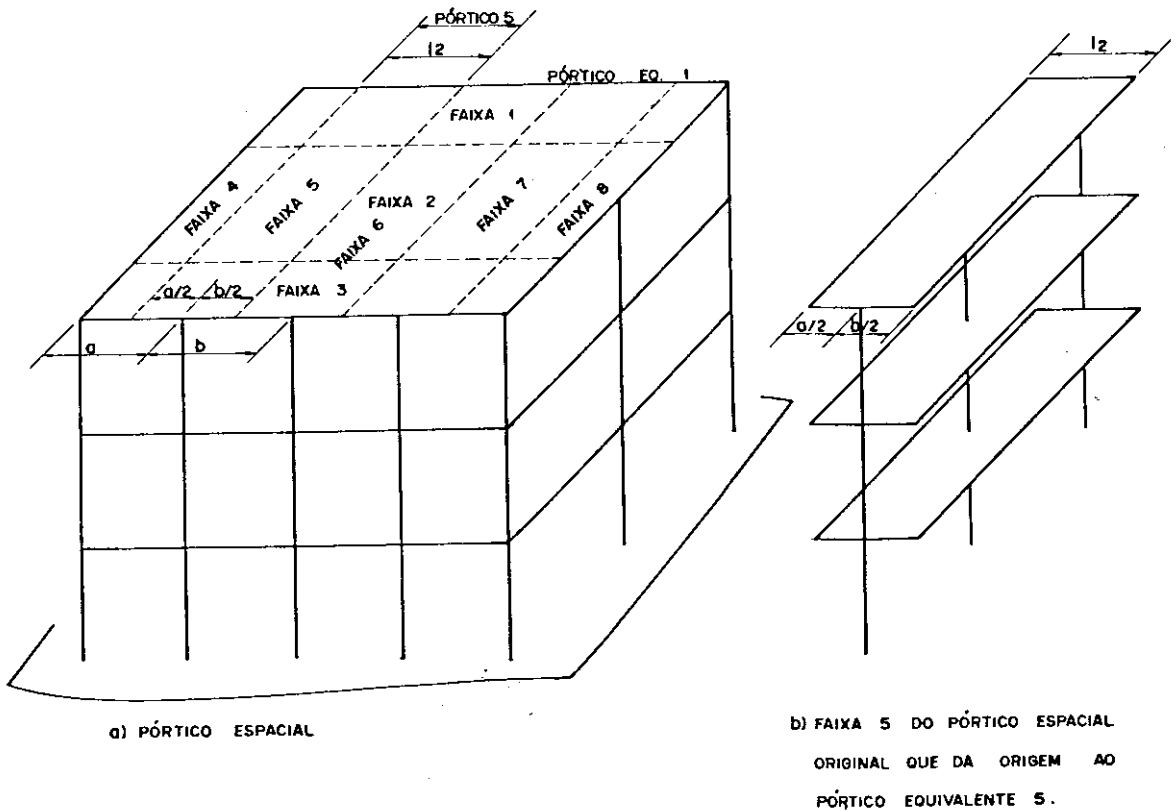 PÓRTICO 5
l2
PÓRTICO EQ. 1
FAIXA 1
FAIXA 4
FAIXA 5
FAIXA 2
FAIXA 6
FAIXA 7
FAIXA 8
a/2 b/2
FAIXA 3
a
b
a) PÓRTICO ESPACIAL
l2
a/2 b/2
b) FAIXA 5 DO PÓRTICO ESPACIAL
ORIGINAL QUE DA ORIGEM AO
PÓRTICO EQUIVALENTE 5.